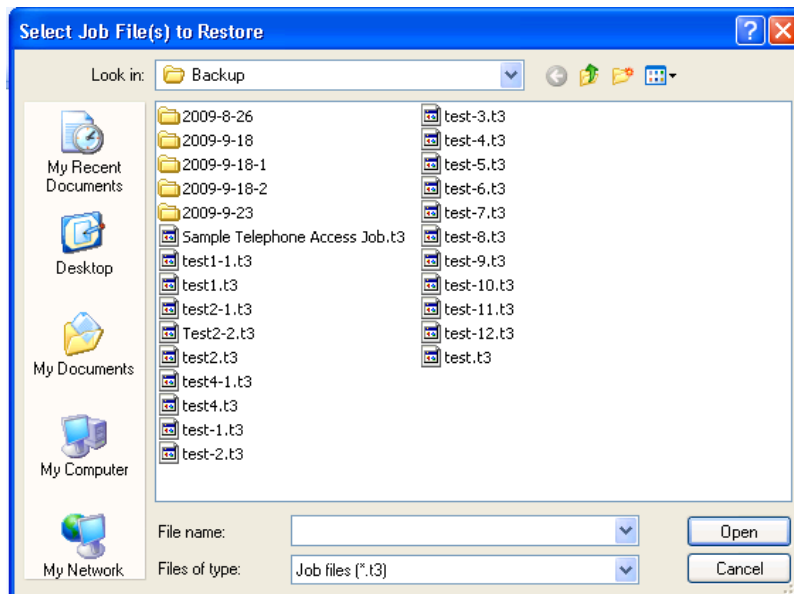 Select Job File(s) to Restore
Look in: Backup
My Recent
Documents
Desktop
My Documents
My Computer
My Network
2009-8-26
2009-9-18
2009-9-18-1
2009-9-18-2
2009-9-23
Sample Telephone Access Job.t3
test1-1.t3
test1.t3
test2-1.t3
Test2-2.t3
test2.t3
test4-1.t3
test4.t3
test-1.t3
test-2.t3
test-3.t3
test-4.t3
test-5.t3
test-6.t3
test-7.t3
test-8.t3
test-9.t3
test-10.t3
test-11.t3
test-12.t3
test.t3
File name:
Open
Files of type: Job files (*.t3)
Cancel